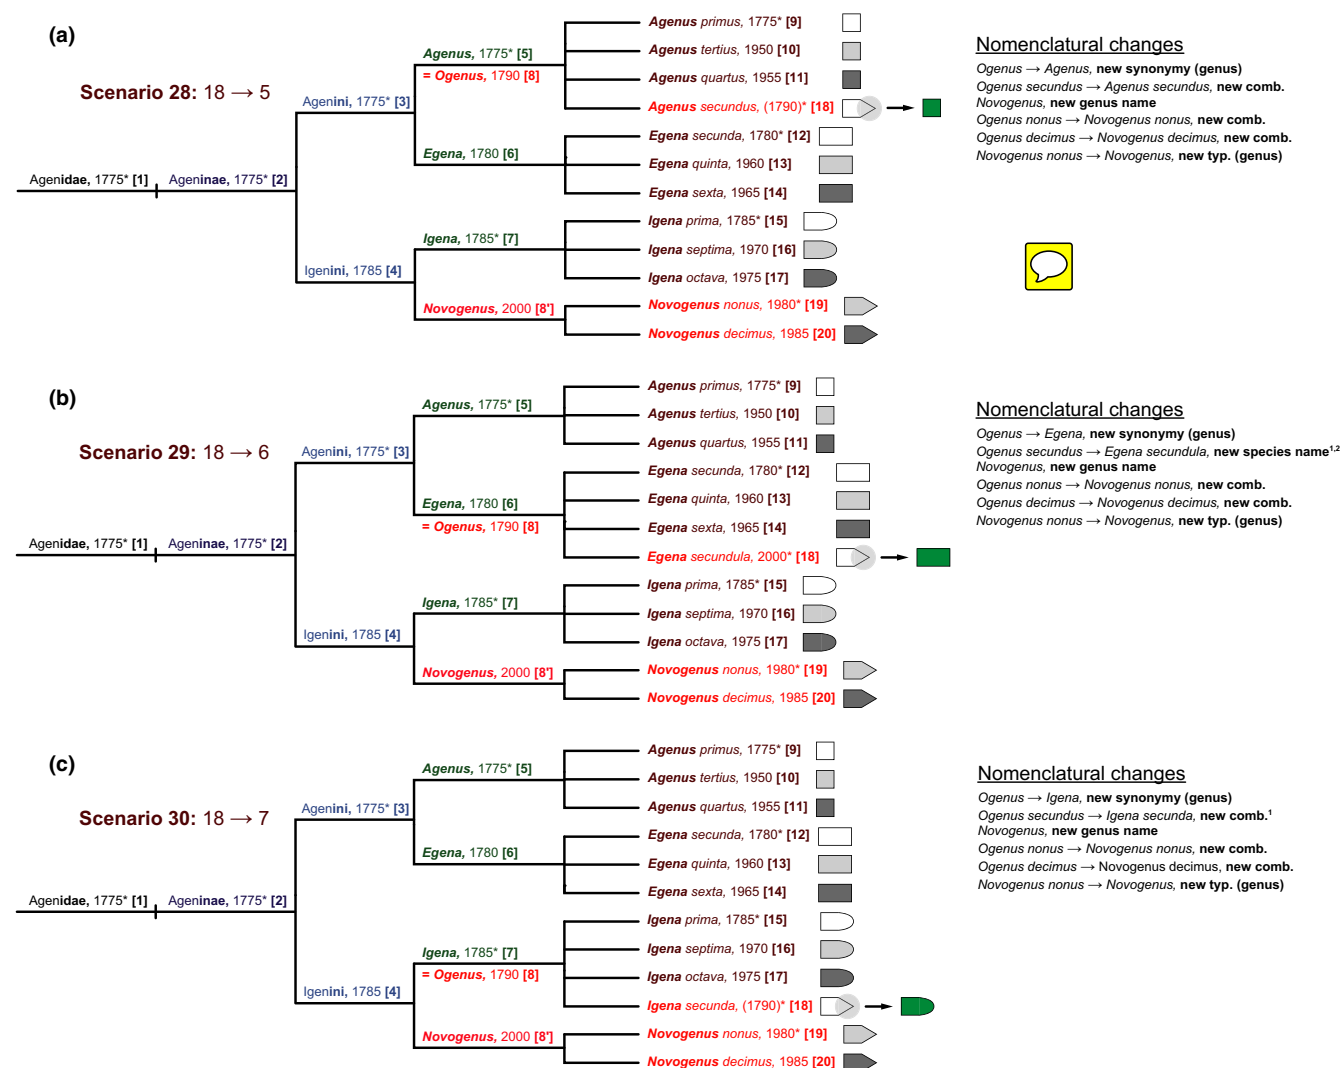 (a)
Scenario 28: 18 → 5
Agenidae, 1775* [1]
Ageninae, 1775* [2]
Agenini, 1775* [3]
Igenini, 1785 [4]
Agenus, 1775* [5]
= Ogenus, 1790 [8]
Egena, 1780 [6]
Igena, 1785* [7]
Novogenus, 2000 [8']
Agenus primus, 1775* [9]
Agenus tertius, 1950 [10]
Agenus quartus, 1955 [11]
Agenus secundus, (1790)* [18]
Egena secunda, 1780* [12]
Egena quinta, 1960 [13]
Egena sexta, 1965 [14]
Igena prima, 1785* [15]
Igena septima, 1970 [16]
Igena octava, 1975 [17]
Novogenus nonus, 1980* [19]
Novogenus decimus, 1985 [20]
Nomenclatural changes
Ogenus → Agenus, new synonymy (genus)
Ogenus secundus → Agenus secundus, new comb.
Novogenus, new genus name
Ogenus nonus → Novogenus nonus, new comb.
Ogenus decimus → Novogenus decimus, new comb.
Novogenus nonus → Novogenus, new typ. (genus)
(b)
Scenario 29: 18 → 6
Agenidae, 1775* [1]
Ageninae, 1775* [2]
Agenini, 1775* [3]
Igenini, 1785 [4]
Agenus, 1775* [5]
Egena, 1780 [6]
= Ogenus, 1790 [8]
Igena, 1785* [7]
Novogenus, 2000 [8']
Agenus primus, 1775* [9]
Agenus tertius, 1950 [10]
Agenus quartus, 1955 [11]
Egena secunda, 1780* [12]
Egena quinta, 1960 [13]
Egena sexta, 1965 [14]
Egena secundula, 2000* [18]
Igena prima, 1785* [15]
Igena septima, 1970 [16]
Igena octava, 1975 [17]
Novogenus nonus, 1980* [19]
Novogenus decimus, 1985 [20]
Nomenclatural changes
Ogenus → Egena, new synonymy (genus)
Ogenus secundus → Egena secundula, new species name1,2
Novogenus, new genus name
Ogenus nonus → Novogenus nonus, new comb.
Ogenus decimus → Novogenus decimus, new comb.
Novogenus nonus → Novogenus, new typ. (genus)
(c)
Scenario 30: 18 → 7
Agenidae, 1775* [1]
Ageninae, 1775* [2]
Agenini, 1775* [3]
Igenini, 1785 [4]
Agenus, 1775* [5]
Egena, 1780 [6]
Igena, 1785* [7]
= Ogenus, 1790 [8]
Novogenus, 2000 [8']
Agenus primus, 1775* [9]
Agenus tertius, 1950 [10]
Agenus quartus, 1955 [11]
Egena secunda, 1780* [12]
Egena quinta, 1960 [13]
Egena sexta, 1965 [14]
Igena prima, 1785* [15]
Igena septima, 1970 [16]
Igena octava, 1975 [17]
Igena secunda, (1790)* [18]
Novogenus nonus, 1980* [19]
Novogenus decimus, 1985 [20]
Nomenclatural changes
Ogenus → Igena, new synonymy (genus)
Ogenus secundus → Igena secunda, new comb.1
Novogenus, new genus name
Ogenus nonus → Novogenus nonus, new comb.
Ogenus decimus → Novogenus decimus, new comb.
Novogenus nonus → Novogenus, new typ. (genus)